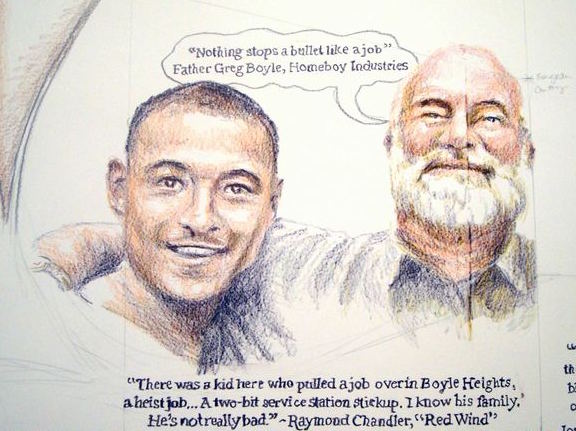 "Nothing stops a bullet like a job"
Father Greg Boyle, Homeboy Industries
"There was a kid here who pulled a job over in Boyle Heights,
a heist job... A two-bit service station stickup. I know his family.
He's not really bad." ~ Raymond Chandler, "Red Wind"